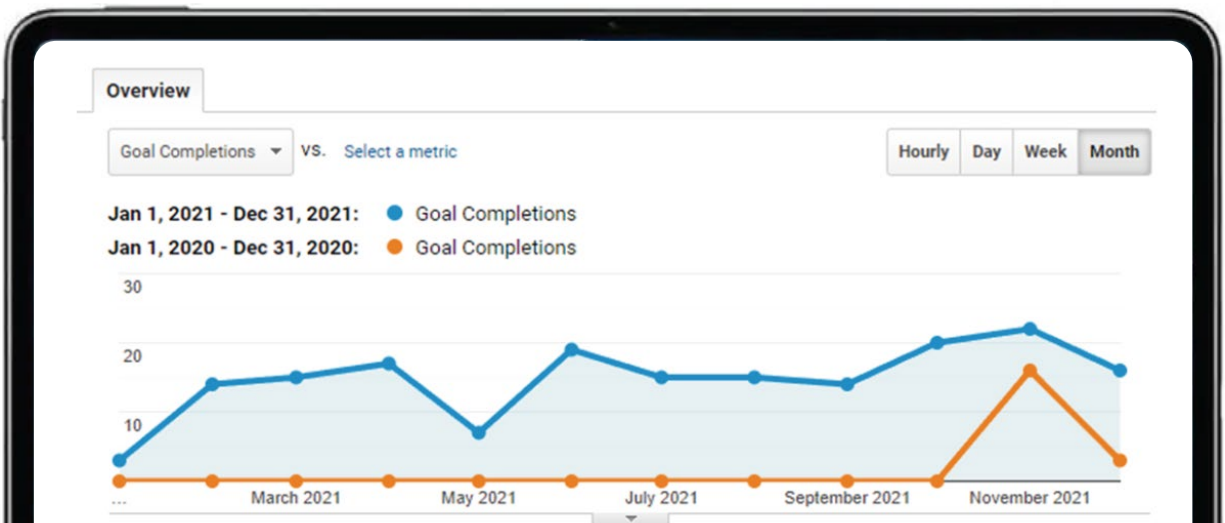 Overview
Goal Completions VS. Select a metric
Hourly Day Week Month
Jan 1, 2021 - Dec 31, 2021: Goal Completions
Jan 1, 2020 - Dec 31, 2020: Goal Completions
30
20
10
... March 2021 May 2021 July 2021 September 2021 November 2021